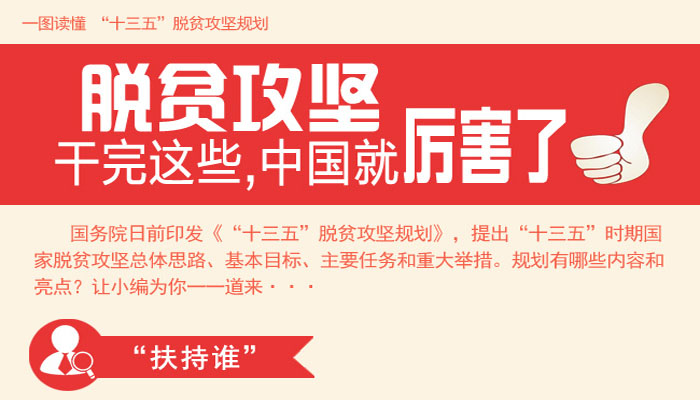 一图读懂 “十三五”脱贫攻坚规划
脱贫攻坚
干完这些,中国就厉害了
国务院日前印发《“十三五”脱贫攻坚规划》，提出“十三五”时期国
家脱贫攻坚总体思路、基本目标、主要任务和重大举措。规划有哪些内容和
亮点？让小编为你一一道来···
“扶持谁”